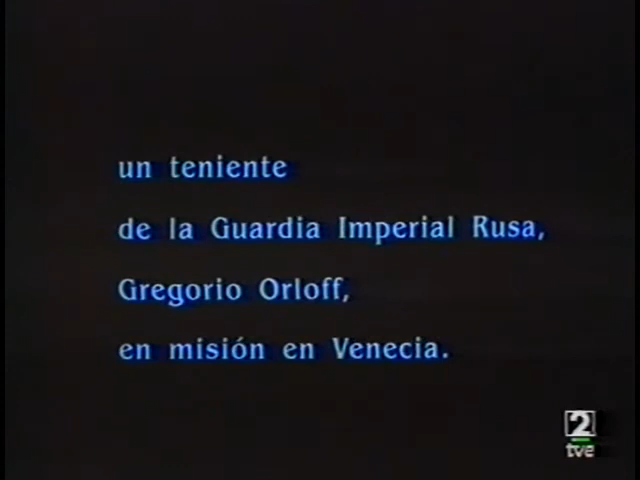 un teniente
de la Guardia Imperial Rusa,
Gregorio Orloff,
en misión en Venecia.
2
tve